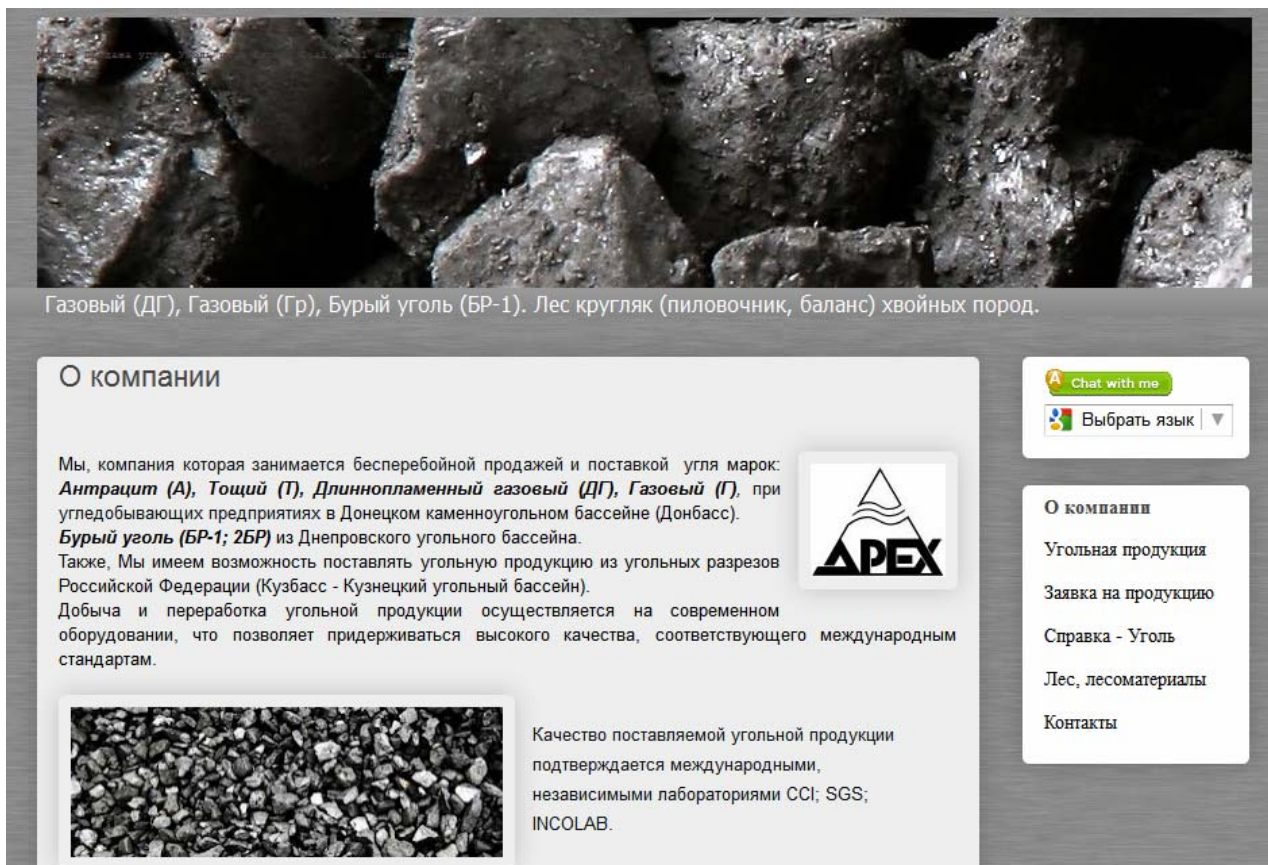 Газовый (ДГ), Газовый (Гр), Бурый уголь (БР-1). Лес кругляк (пиловочник, баланс) хвойных пород.
О компании
Мы, компания которая занимается бесперебойной продажей и поставкой угля марок:
Антрацит (А), Тощий (Т), Длиннопламенный газовый (ДГ), Газовый (Г), при
угледобывающих предприятиях в Донецком каменноугольном бассейне (Донбасс).
Бурый уголь (БР-1; 2БР) из Днепровского угольного бассейна.
Также, Мы имеем возможность поставлять угольную продукцию из угольных разрезов
Российской Федерации (Кузбасс - Кузнецкий угольный бассейн).
Добыча и переработка угольной продукции осуществляется на современном
оборудовании, что позволяет придерживаться высокого качества, соответствующего международным
стандартам.
APEX
Качество поставляемой угольной продукции
подтверждается международными,
независимыми лабораториями CCI; SGS;
INCOLAB.
Chat with me
Выбрать язык
О компании
Угольная продукция
Заявка на продукцию
Справка - Уголь
Лес, лесоматериалы
Контакты